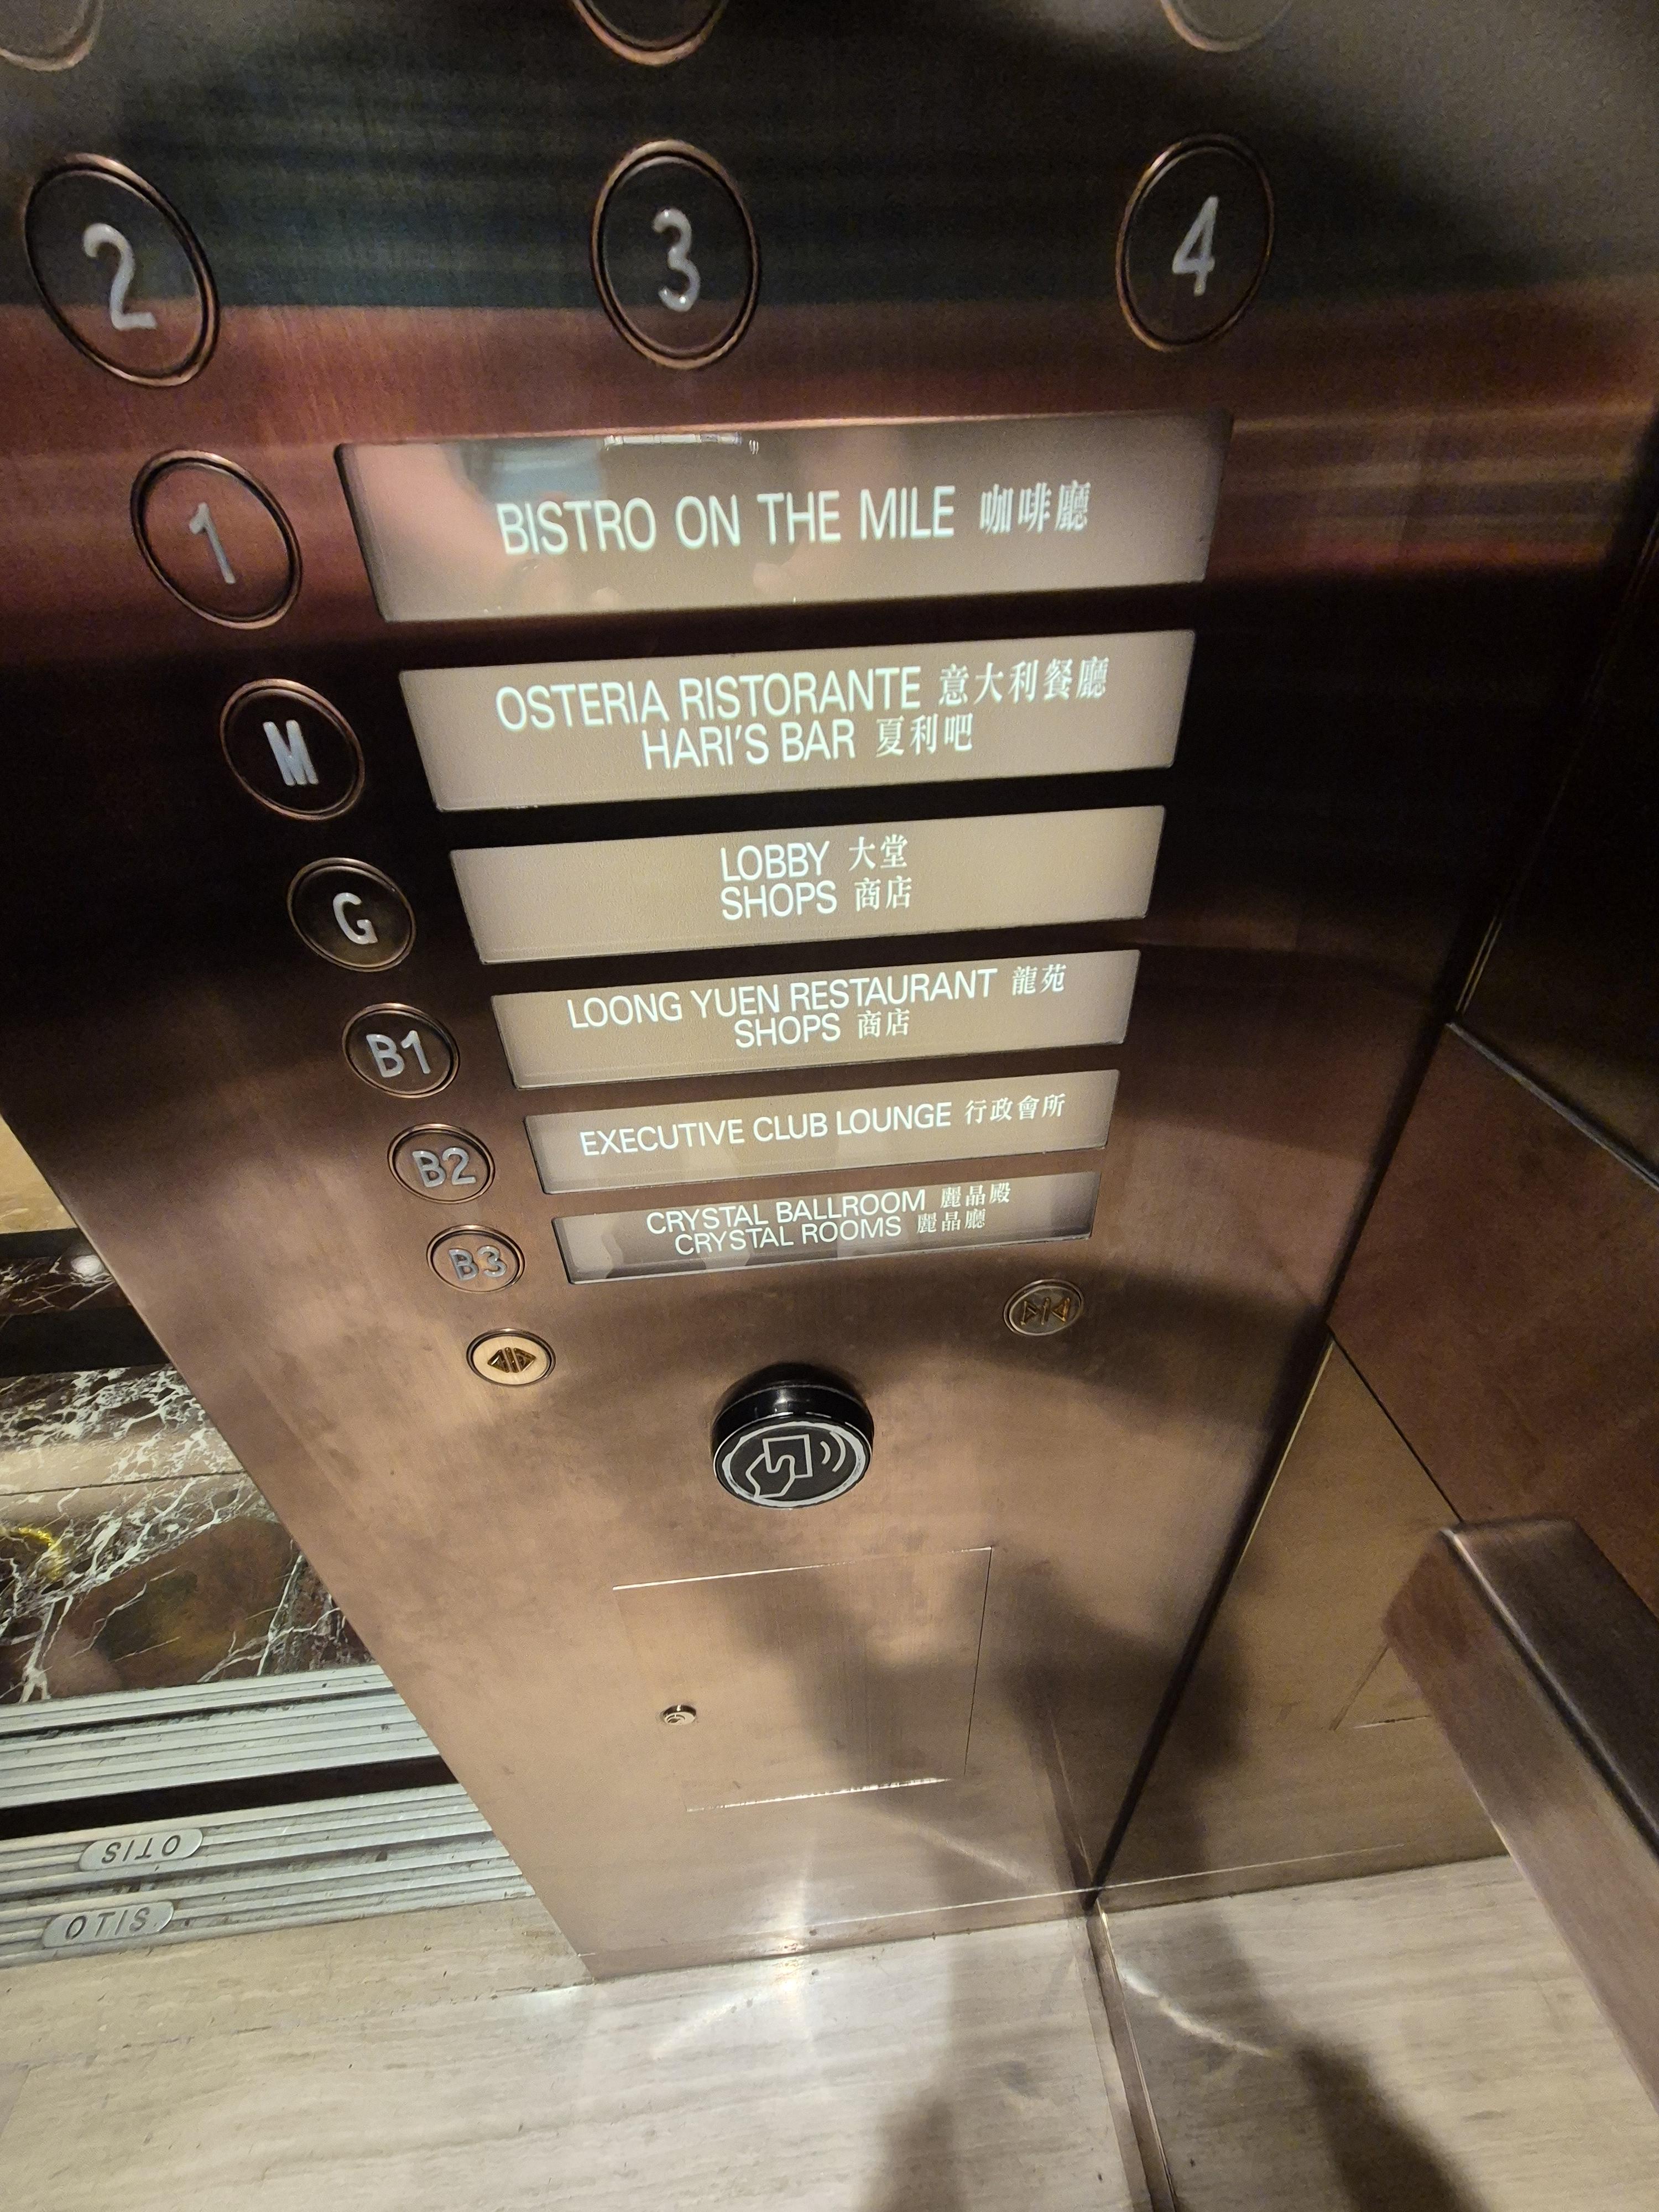 2 3 4
1 BISTRO ON THE MILE 咖啡廳
M OSTERIA RISTORANTE 意大利餐廳
HARI'S BAR 夏利吧
G LOBBY 大堂
SHOPS 商店
B1 LOONG YUEN RESTAURANT 龍苑
SHOPS 商店
B2 EXECUTIVE CLUB LOUNGE 行政會所
B3 CRYSTAL BALLROOM 麗晶殿
CRYSTAL ROOMS 麗晶廳
OTIS
OTIS